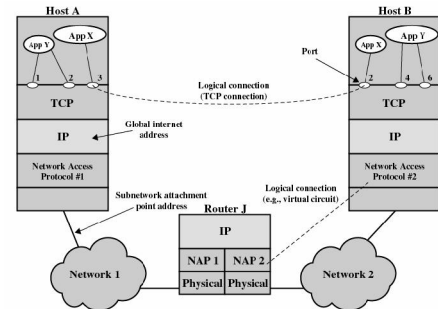 Host A
Host B
App X
App Y
App X
App Y
Port
1
2
3
2
4
6
Logical connection
(TCP connection)
TCP
TCP
IP
Global internet
address
IP
Network Access
Protocol #1
Network Access
Protocol #2
Logical connection
(e.g., virtual circuit)
Subnetwork attachment
point address
Router J
IP
NAP 1
NAP 2
Physical
Physical
Network 1
Network 2